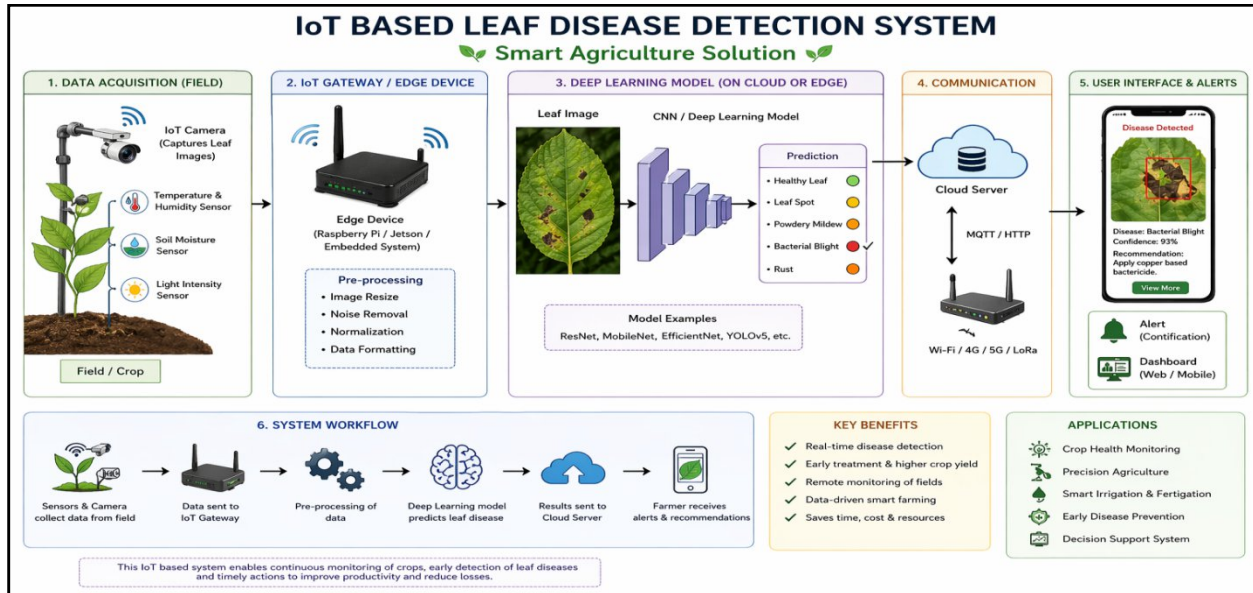 IoT BASED LEAF DISEASE DETECTION SYSTEM
Smart Agriculture Solution
1. DATA ACQUISITION (FIELD)
IoT Camera
(Captures Leaf
Images)
Temperature &
Humidity Sensor
Soil Moisture
Sensor
Light Intensity
Sensor
Field / Crop
2. IoT GATEWAY / EDGE DEVICE
Edge Device
(Raspberry Pi / Jetson /
Embedded System)
Pre-processing
• Image Resize
• Noise Removal
• Normalization
• Data Formatting
3. DEEP LEARNING MODEL (ON CLOUD OR EDGE)
Leaf Image
CNN / Deep Learning Model
Prediction
• Healthy Leaf
• Leaf Spot
• Powdery Mildew
• Bacterial Blight ✓
• Rust
Model Examples
ResNet, MobileNet, EfficientNet, YOLOv5, etc.
4. COMMUNICATION
Cloud Server
MQTT / HTTP
Wi-Fi / 4G / 5G / LoRa
5. USER INTERFACE & ALERTS
Disease Detected
Disease: Bacterial Blight
Confidence: 93%
Recommendation:
Apply copper based
bactericide.
View More
Alert
(Contification)
Dashboard
(Web / Mobile)
6. SYSTEM WORKFLOW
Sensors & Camera
collect data from field
Data sent to
IoT Gateway
Pre-processing of
data
Deep Learning model
predicts leaf disease
Results sent to
Cloud Server
Farmer receives
alerts & recommendations
This IoT based system enables continuous monitoring of crops, early detection of leaf diseases
and timely actions to improve productivity and reduce losses.
KEY BENEFITS
✓ Real-time disease detection
✓ Early treatment & higher crop yield
✓ Remote monitoring of fields
✓ Data-driven smart farming
✓ Saves time, cost & resources
APPLICATIONS
Crop Health Monitoring
Precision Agriculture
Smart Irrigation & Fertigation
Early Disease Prevention
Decision Support System